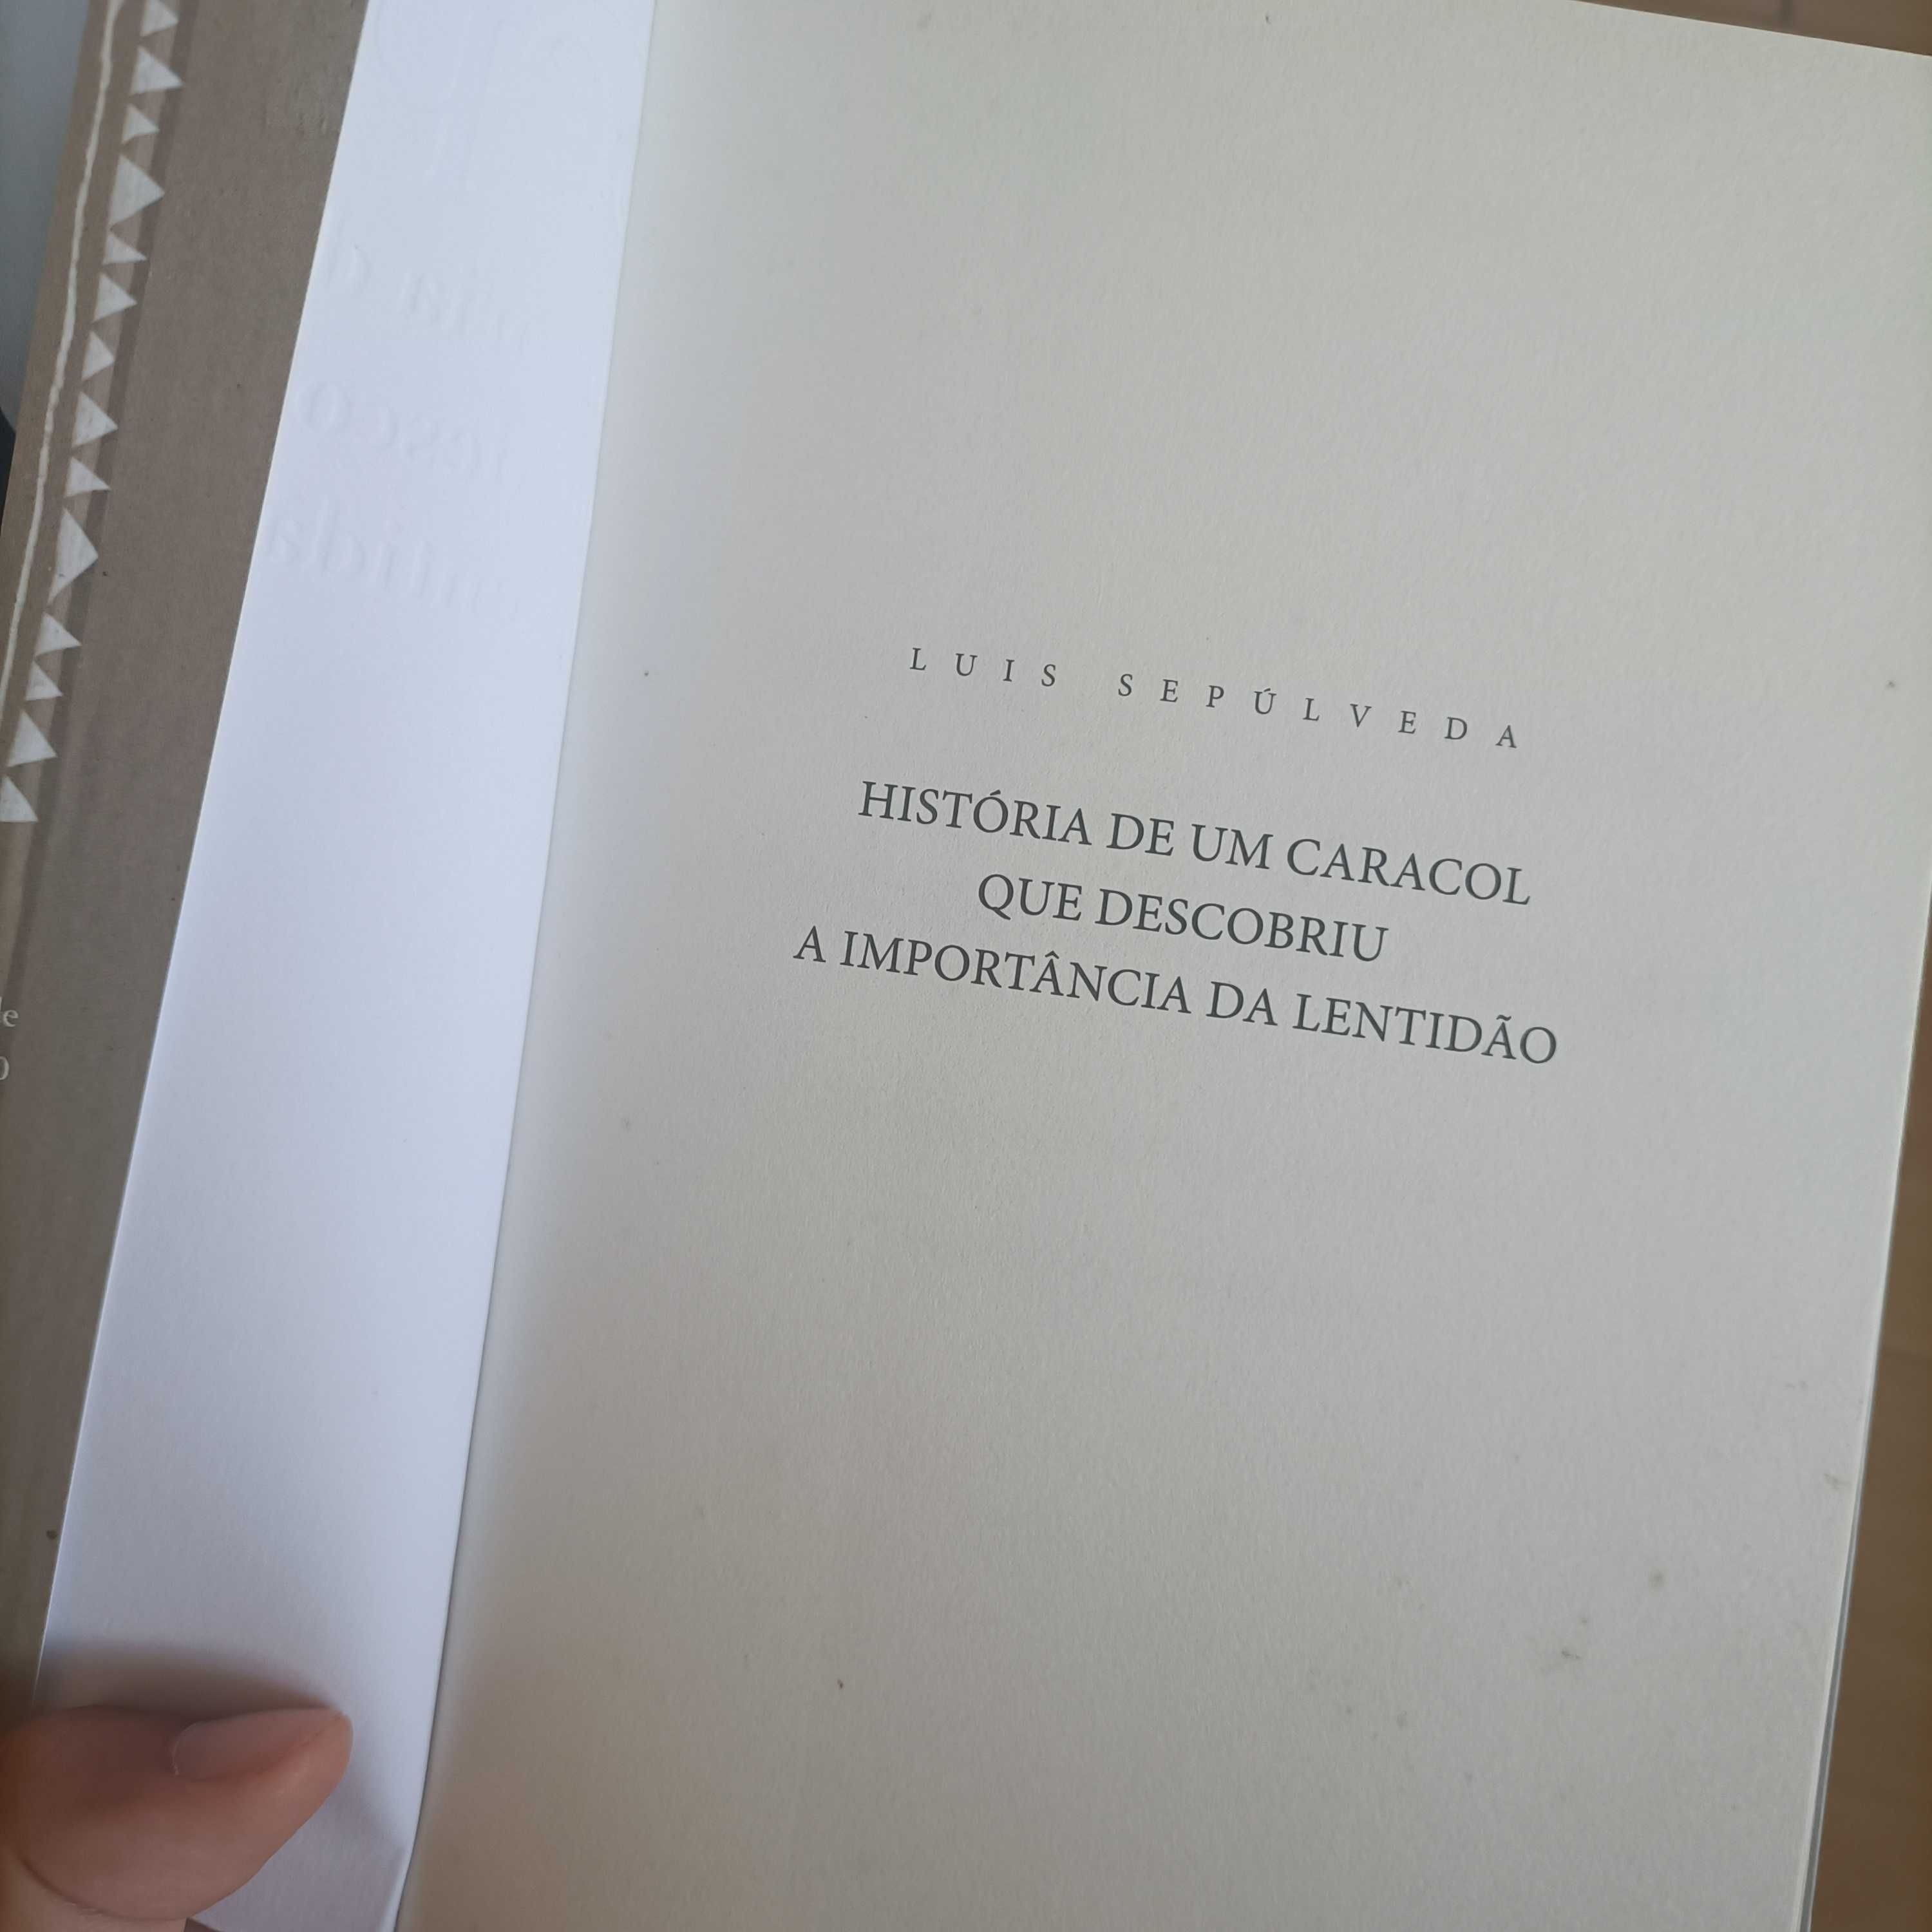 LUIS SEPÚLVEDA
HISTÓRIA DE UM CARACOL
QUE DESCOBRIU
A IMPORTÂNCIA DA LENTIDÃO